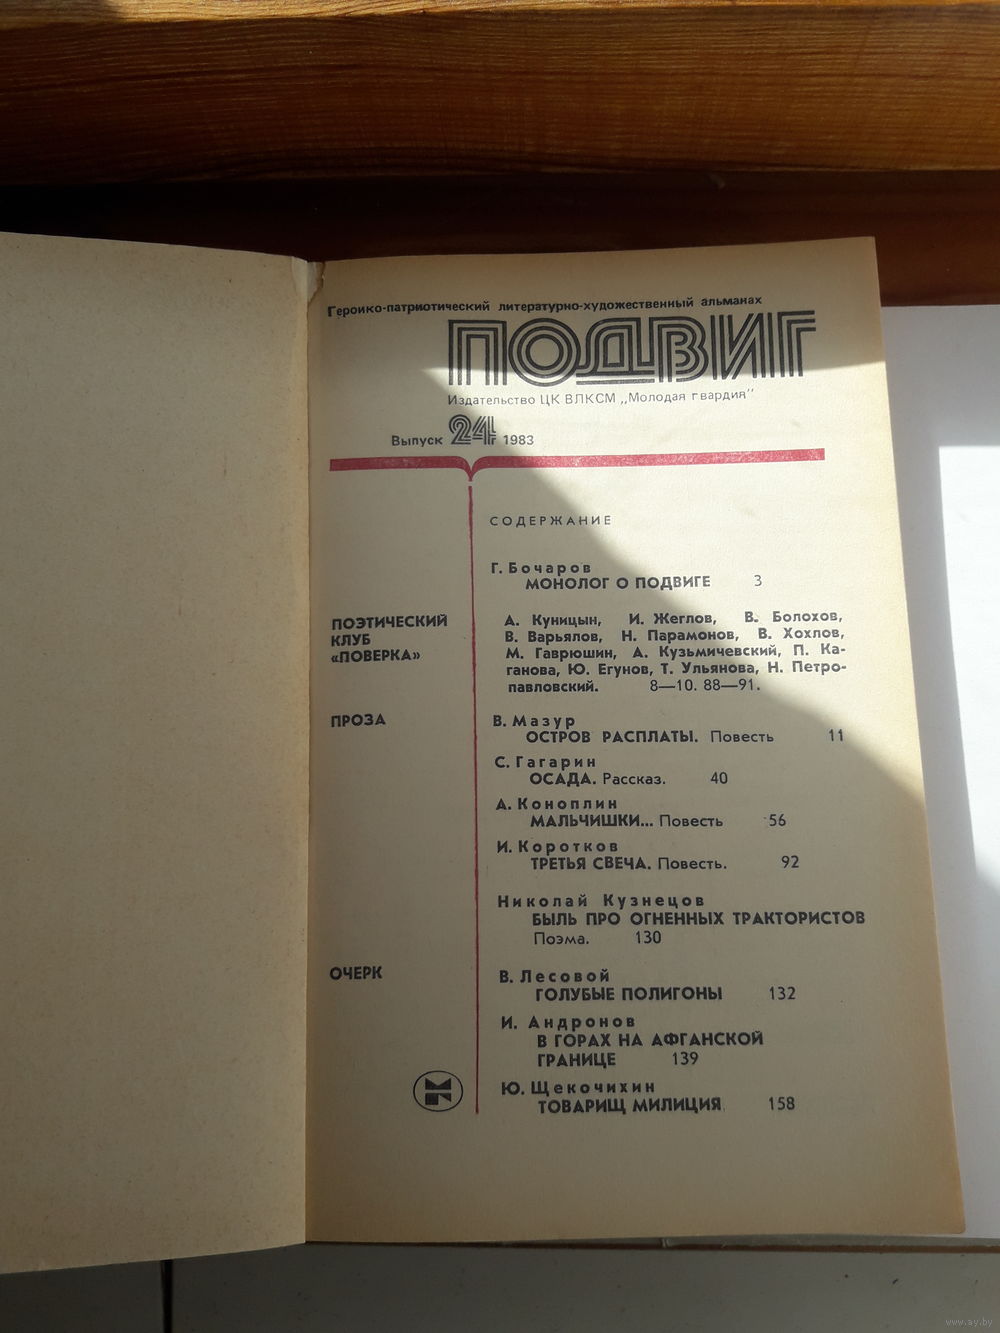 Героико-патриотический литературно-художественный альманах
ПОДВИГ
Издательство ЦК ВЛКСМ „Молодая гвардия"
Выпуск 24 1983
СОДЕРЖАНИЕ
Г. Бочаров
МОНОЛОГ О ПОДВИГЕ 3
ПОЭТИЧЕСКИЙ
КЛУБ
«ПОВЕРКА»
А. Куницын, И. Жеглов, В. Болохов,
В. Варьялов, Н. Парамонов, В. Хохлов,
М. Гаврюшин, А. Кузьмичевский, П. Ка-
ганова, Ю. Егунов, Т. Ульянова, Н. Петро-
павловский. 8—10. 88—91.
ПРОЗА
В. Мазур
ОСТРОВ РАСПЛАТЫ. Повесть 11
С. Гагарин
ОСАДА. Рассказ. 40
А. Коноплин
МАЛЬЧИШКИ... Повесть 56
И. Коротков
ТРЕТЬЯ СВЕЧА. Повесть. 92
Николай Кузнецов
БЫЛЬ ПРО ОГНЕННЫХ ТРАКТОРИСТОВ
Поэма. 130
ОЧЕРК
В. Лесовой
ГОЛУБЫЕ ПОЛИГОНЫ 132
И. Андронов
В ГОРАХ НА АФГАНСКОЙ
ГРАНИЦЕ 139
Ю. Щекочихин
ТОВАРИЩ МИЛИЦИЯ 158
www.ay.by